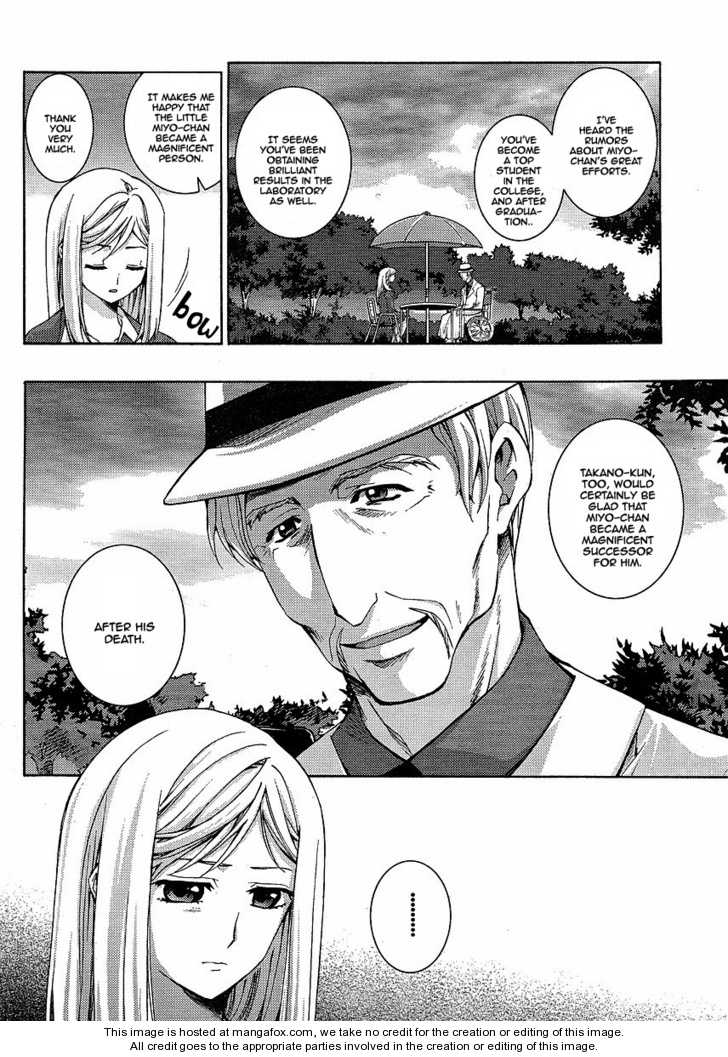 I'VE
HEARD THE
RUMORS
ABOUT MIYO-
CHAN'S GREAT
EFFORTS.
YOU'VE
BECOME
A TOP
STUDENT
IN THE
COLLEGE,
AND AFTER
GRADUA-
TION..
IT SEEMS
YOU'VE BEEN
OBTAINING
BRILLIANT
RESULTS IN THE
LABORATORY
AS WELL.
IT MAKES ME
HAPPY THAT
THE LITTLE
MIYO-CHAN
BECAME A
MAGNIFICENT
PERSON.
THANK
YOU
VERY
MUCH.
bow
TAKANO-KUN,
TOO, WOULD
CERTAINLY BE
GLAD THAT
MIYO-CHAN
BECAME A
MAGNIFICENT
SUCCESSOR
FOR HIM.
AFTER HIS
DEATH.
.........
This image is hosted at mangafox.com, we take no credit for the creation or editing of this image.
All credit goes to the appropriate parties involved in the creation or editing of this image.